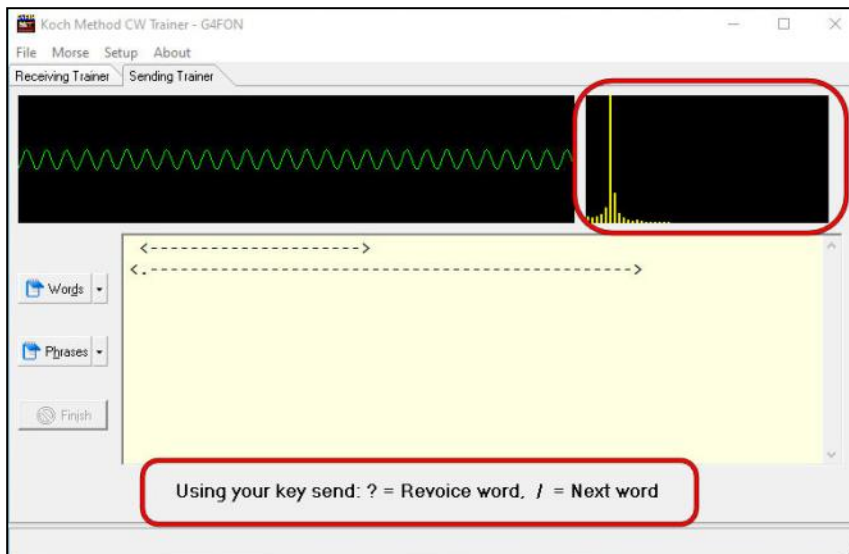 Koch Method CW Trainer - G4FON
File Morse Setup About
Receiving Trainer Sending Trainer
<--------------------->
<.------------------------------------------------>
Words
Phrases
Finish
Using your key send: ? = Revoice word, / = Next word